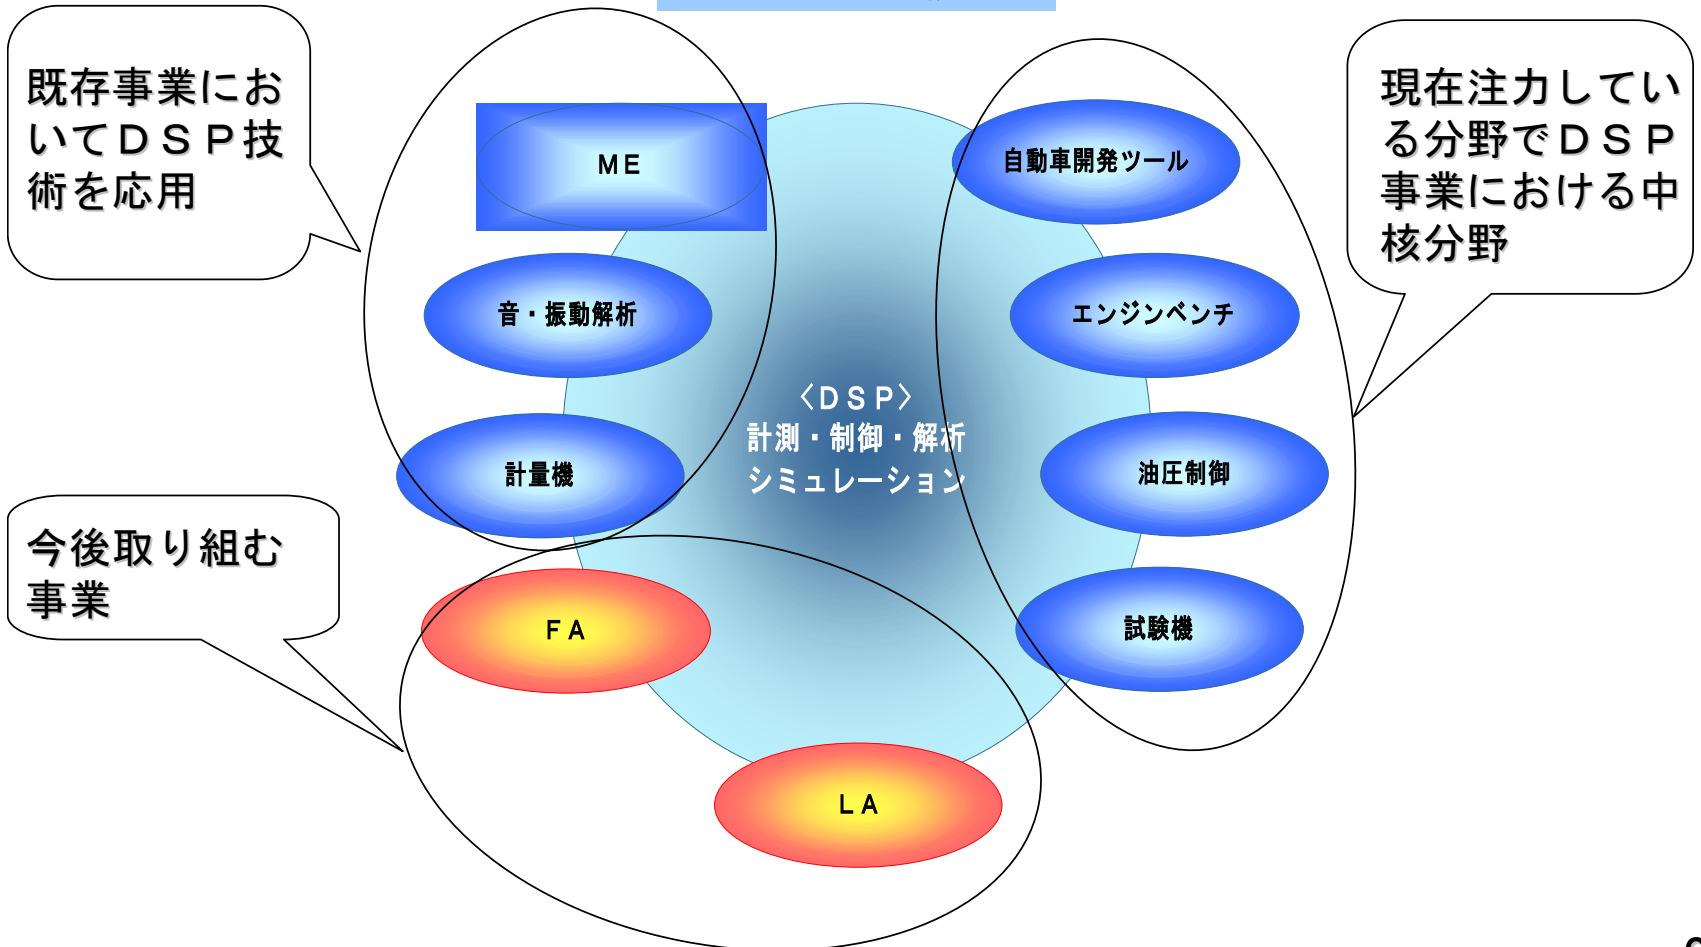 既存事業にお
いてＤＳＰ技
術を応用
現在注力してい
る分野でＤＳＰ
事業における中
核分野
ＭＥ
自動車開発ツール
音・振動解析
エンジンベンチ
〈ＤＳＰ〉
計測・制御・解析
シミュレーション
計量機
油圧制御
今後取り組む
事業
ＦＡ
試験機
ＬＡ